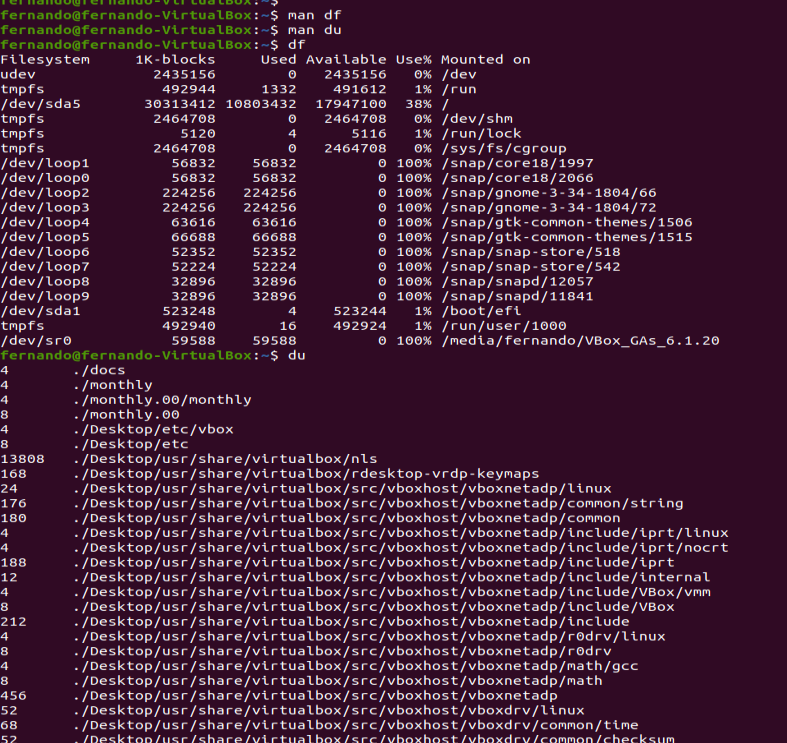 fernando@fernando-VirtualBox:~$
fernando@fernando-VirtualBox:~$ man df
fernando@fernando-VirtualBox:~$ man du
fernando@fernando-VirtualBox:~$ df
Filesystem     1K-blocks     Used Available Use% Mounted on
udev             2435156        0   2435156   0% /dev
tmpfs             492944     1332    491612   1% /run
/dev/sda5       30313412 10803432  17947100  38% /
tmpfs            2464708        0   2464708   0% /dev/shm
tmpfs               5120        4      5116   1% /run/lock
tmpfs            2464708        0   2464708   0% /sys/fs/cgroup
/dev/loop1         56832    56832         0 100% /snap/core18/1997
/dev/loop0         56832    56832         0 100% /snap/core18/2066
/dev/loop2        224256   224256         0 100% /snap/gnome-3-34-1804/66
/dev/loop3        224256   224256         0 100% /snap/gnome-3-34-1804/72
/dev/loop4         63616    63616         0 100% /snap/gtk-common-themes/1506
/dev/loop5         66688    66688         0 100% /snap/gtk-common-themes/1515
/dev/loop6         52352    52352         0 100% /snap/snap-store/518
/dev/loop7         52224    52224         0 100% /snap/snap-store/542
/dev/loop8         32896    32896         0 100% /snap/snapd/12057
/dev/loop9         32896    32896         0 100% /snap/snapd/11841
/dev/sda1         523248        4    523244   1% /boot/efi
tmpfs             492940       16    492924   1% /run/user/1000
/dev/sr0           59588    59588         0 100% /media/fernando/VBox_GAs_6.1.20
fernando@fernando-VirtualBox:~$ du
4       ./docs
4       ./monthly
4       ./monthly.00/monthly
8       ./monthly.00
4       ./Desktop/etc/vbox
8       ./Desktop/etc
13808   ./Desktop/usr/share/virtualbox/nls
168     ./Desktop/usr/share/virtualbox/rdesktop-vrdp-keymaps
24      ./Desktop/usr/share/virtualbox/src/vboxhost/vboxnetadp/linux
176     ./Desktop/usr/share/virtualbox/src/vboxhost/vboxnetadp/common/string
180     ./Desktop/usr/share/virtualbox/src/vboxhost/vboxnetadp/common
4       ./Desktop/usr/share/virtualbox/src/vboxhost/vboxnetadp/include/iprt/linux
4       ./Desktop/usr/share/virtualbox/src/vboxhost/vboxnetadp/include/iprt/nocrt
188     ./Desktop/usr/share/virtualbox/src/vboxhost/vboxnetadp/include/iprt
12      ./Desktop/usr/share/virtualbox/src/vboxhost/vboxnetadp/include/internal
4       ./Desktop/usr/share/virtualbox/src/vboxhost/vboxnetadp/include/VBox/vmm
8       ./Desktop/usr/share/virtualbox/src/vboxhost/vboxnetadp/include/VBox
212     ./Desktop/usr/share/virtualbox/src/vboxhost/vboxnetadp/include
4       ./Desktop/usr/share/virtualbox/src/vboxhost/vboxnetadp/r0drv/linux
8       ./Desktop/usr/share/virtualbox/src/vboxhost/vboxnetadp/r0drv
4       ./Desktop/usr/share/virtualbox/src/vboxhost/vboxnetadp/math/gcc
8       ./Desktop/usr/share/virtualbox/src/vboxhost/vboxnetadp/math
456     ./Desktop/usr/share/virtualbox/src/vboxhost/vboxnetadp
52      ./Desktop/usr/share/virtualbox/src/vboxhost/vboxdrv/linux
68      ./Desktop/usr/share/virtualbox/src/vboxhost/vboxdrv/common/time
52      ./Desktop/usr/share/virtualbox/src/vboxhost/vboxdrv/common/checksum